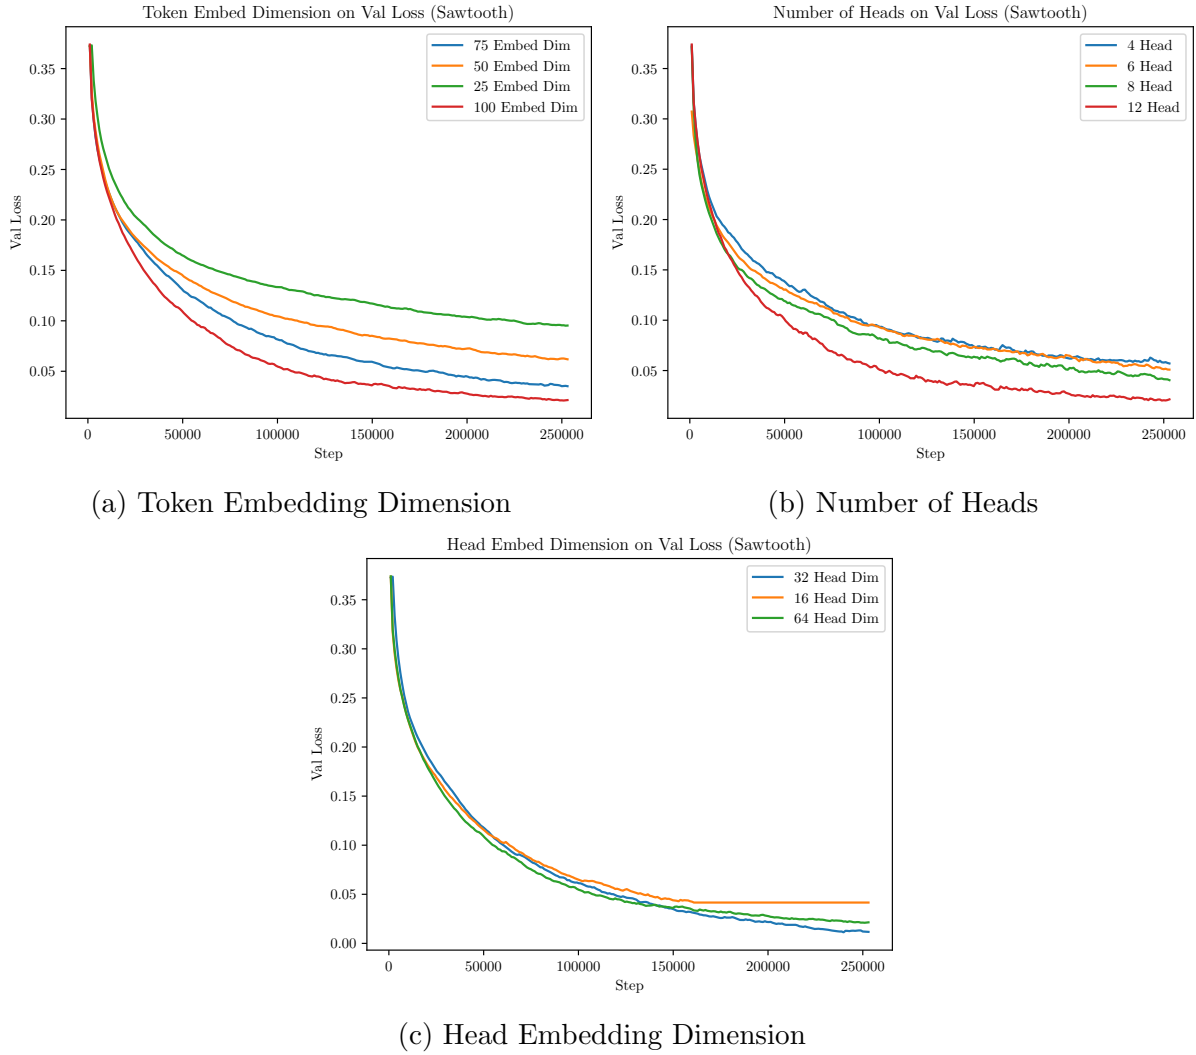 Token Embed Dimension on Val Loss (Sawtooth)
Val Loss
0.35
0.30
0.25
0.20
0.15
0.10
0.05
75 Embed Dim
50 Embed Dim
25 Embed Dim
100 Embed Dim
0 50000 100000 150000 200000 250000
Step
(a) Token Embedding Dimension
Number of Heads on Val Loss (Sawtooth)
Val Loss
0.35
0.30
0.25
0.20
0.15
0.10
0.05
4 Head
6 Head
8 Head
12 Head
0 50000 100000 150000 200000 250000
Step
(b) Number of Heads
Head Embed Dimension on Val Loss (Sawtooth)
Val Loss
0.35
0.30
0.25
0.20
0.15
0.10
0.05
0.00
32 Head Dim
16 Head Dim
64 Head Dim
0 50000 100000 150000 200000 250000
Step
(c) Head Embedding Dimension